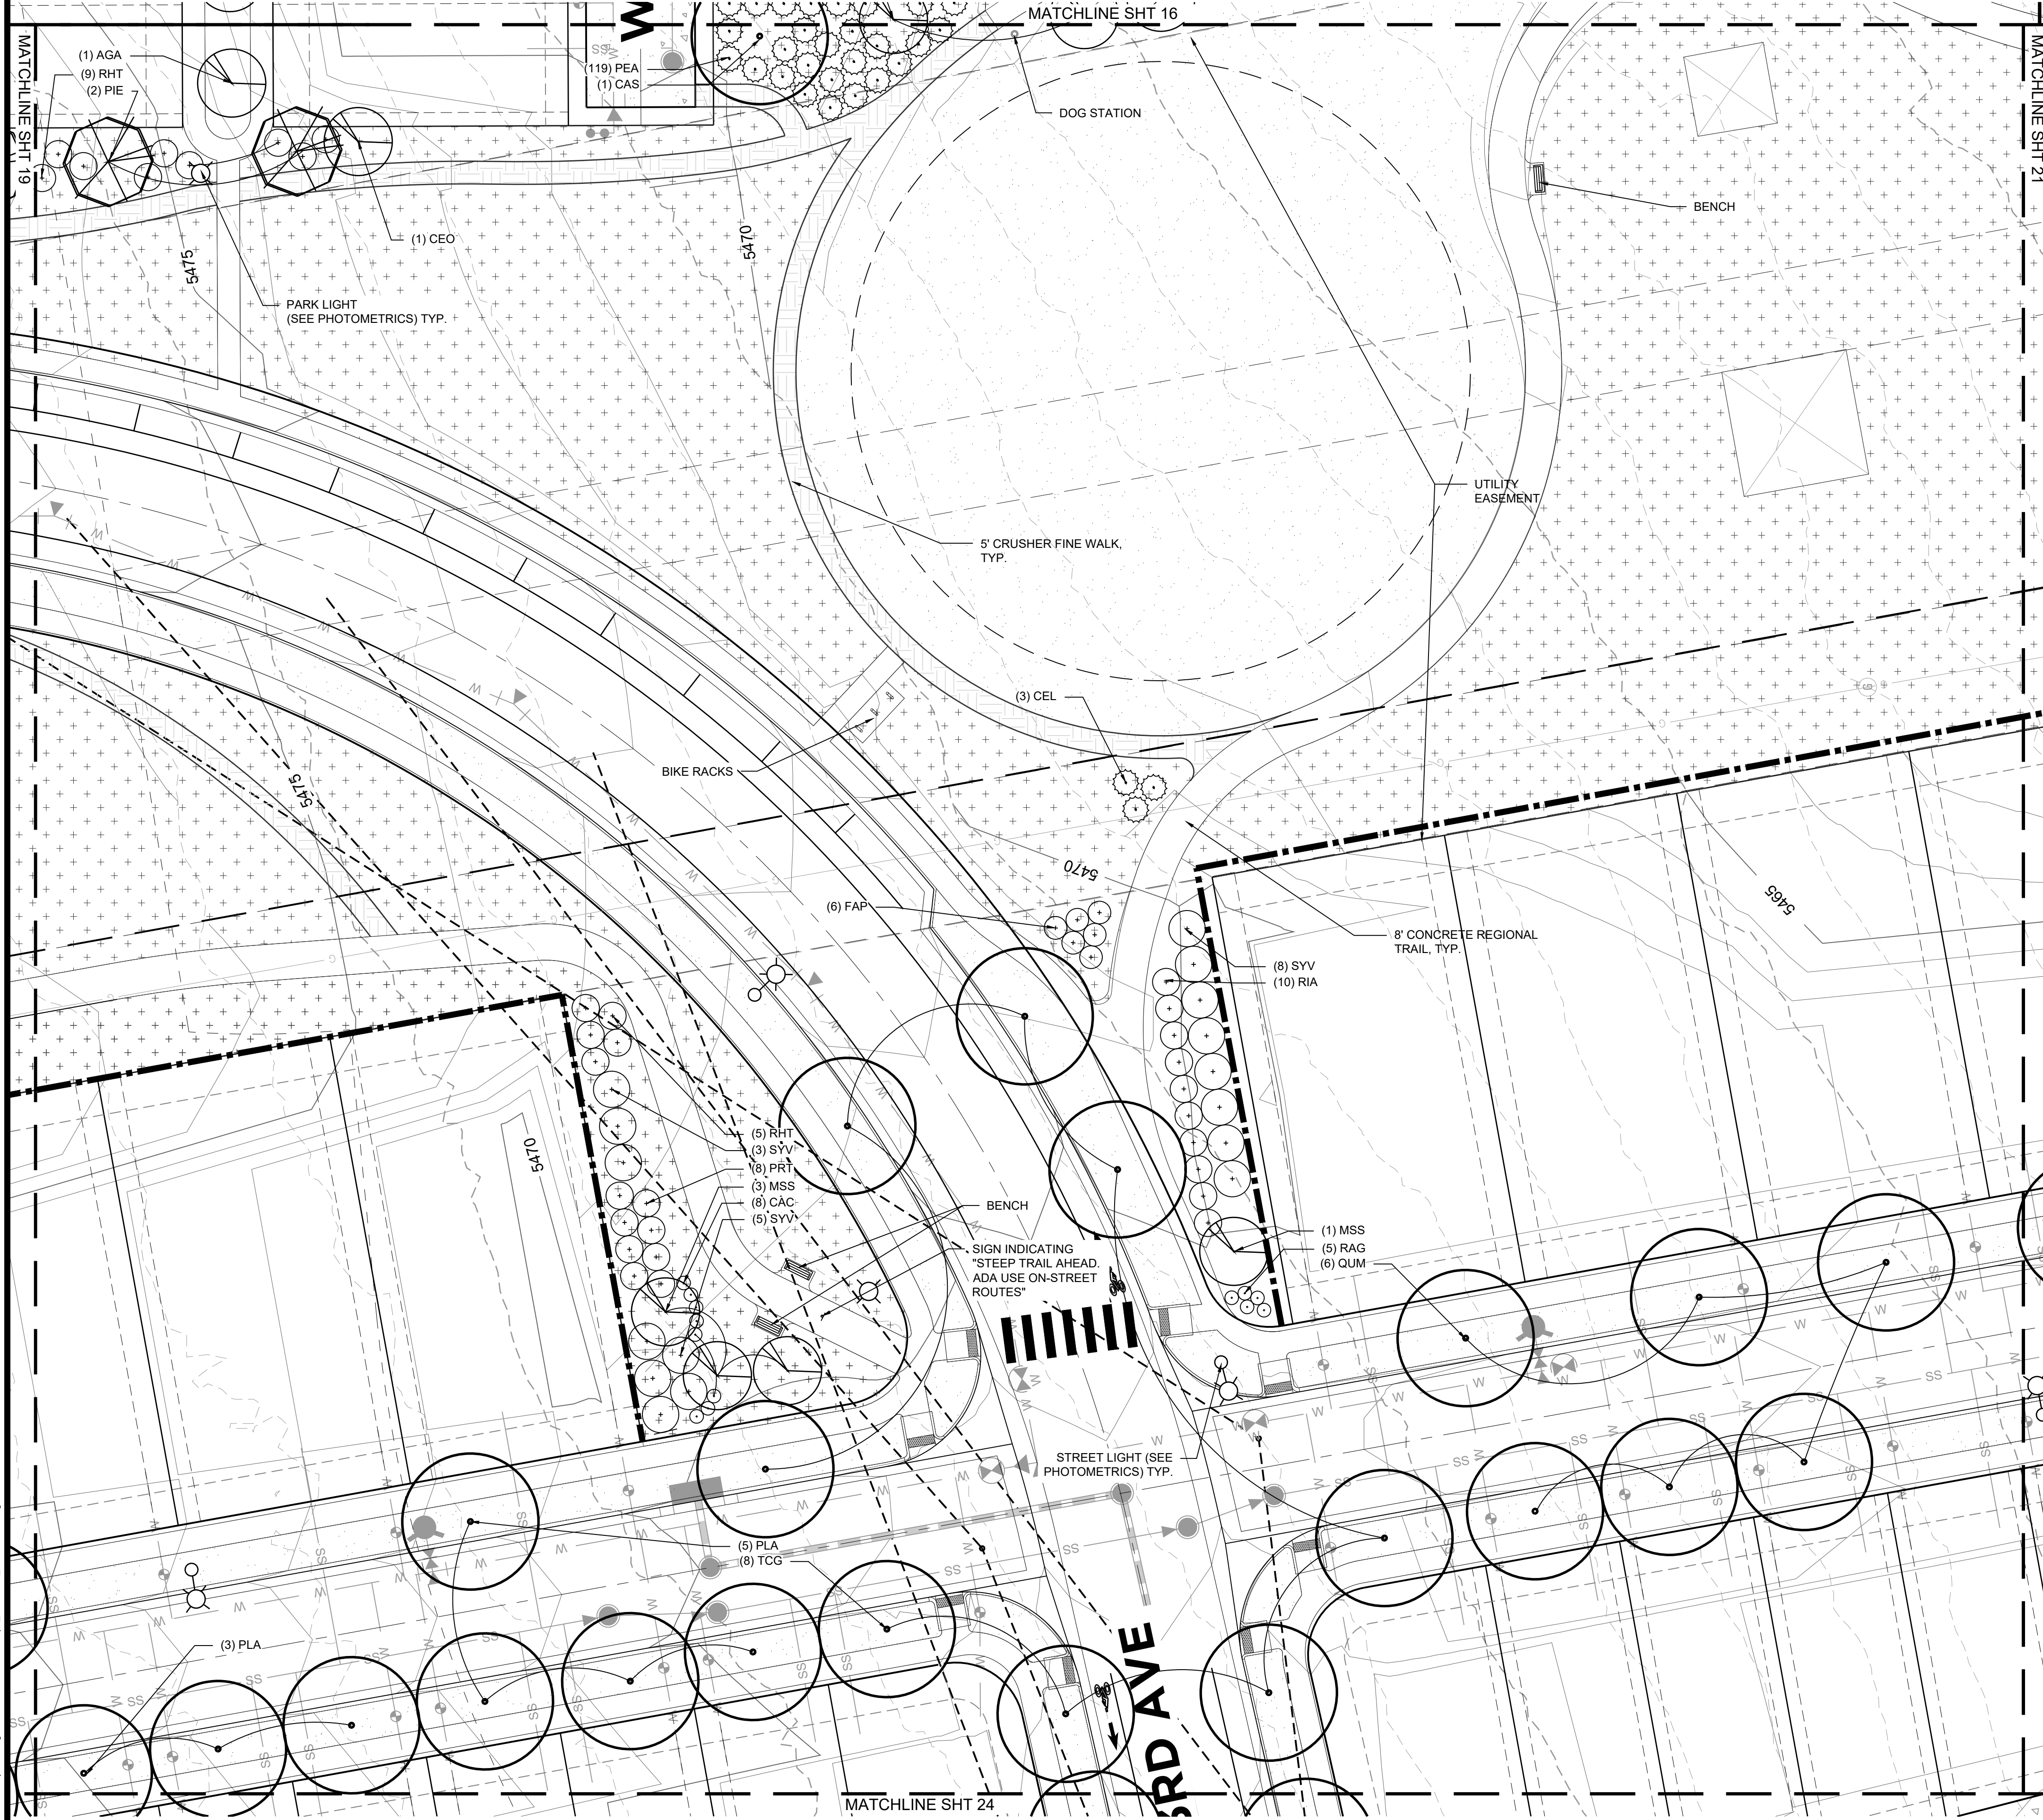 MATCHLINE SHT 16
MATCHLINE SHT 19
MATCHLINE SHT 21
W
(1) AGA
(9) RHT
(2) PIE
(119) PEA
(1) CAS
SS
DOG STATION
BENCH
(1) CEO
5475
5470
PARK LIGHT
(SEE PHOTOMETRICS) TYP.
UTILITY
EASEMENT
5' CRUSHER FINE WALK,
TYP.
(3) CEL
BIKE RACKS
5475
5470
5465
(6) FAP
8' CONCRETE REGIONAL
TRAIL, TYP.
(8) SYV
(10) RIA
5470
(5) RHT
(3) SYV
(8) PRT
(3) MSS
(8) CAC
(5) SYV
BENCH
SIGN INDICATING
"STEEP TRAIL AHEAD.
ADA USE ON-STREET
ROUTES"
(1) MSS
(5) RAG
(6) QUM
STREET LIGHT (SEE
PHOTOMETRICS) TYP.
(5) PLA
(8) TCG
(3) PLA
3RD AVE
MATCHLINE SHT 24